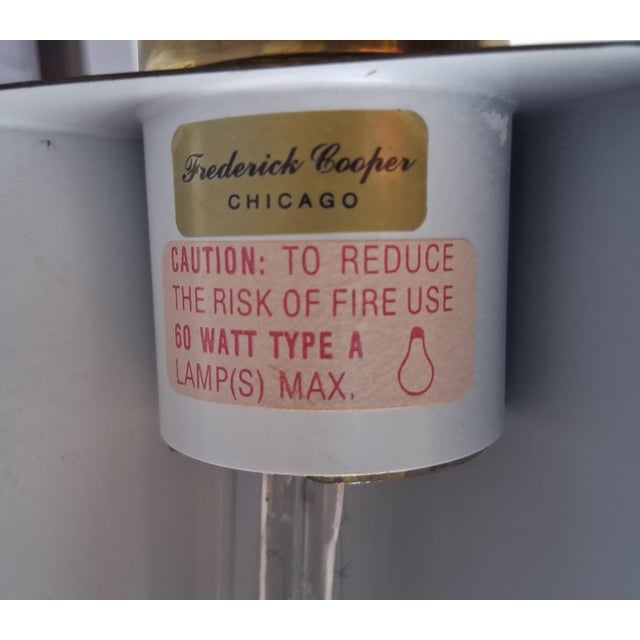 Frederick Cooper
CHICAGO
CAUTION: TO REDUCE
THE RISK OF FIRE USE
60 WATT TYPE A
LAMP(S) MAX.